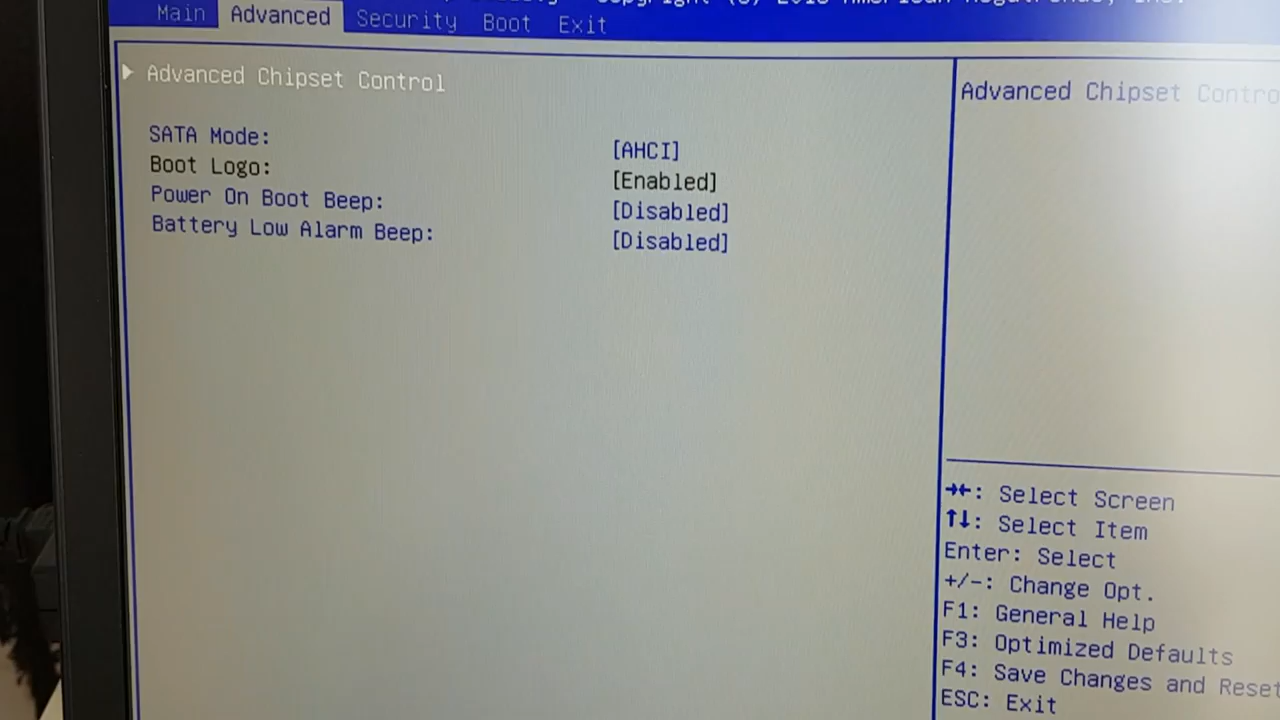 Main Advanced Security Boot Exit
Advanced Chipset Control
SATA Mode: [AHCI]
Boot Logo: [Enabled]
Power On Boot Beep: [Disabled]
Battery Low Alarm Beep: [Disabled]
Advanced Chipset Contro
→←: Select Screen
↑↓: Select Item
Enter: Select
+/-: Change Opt.
F1: General Help
F3: Optimized Defaults
F4: Save Changes and Reset
ESC: Exit